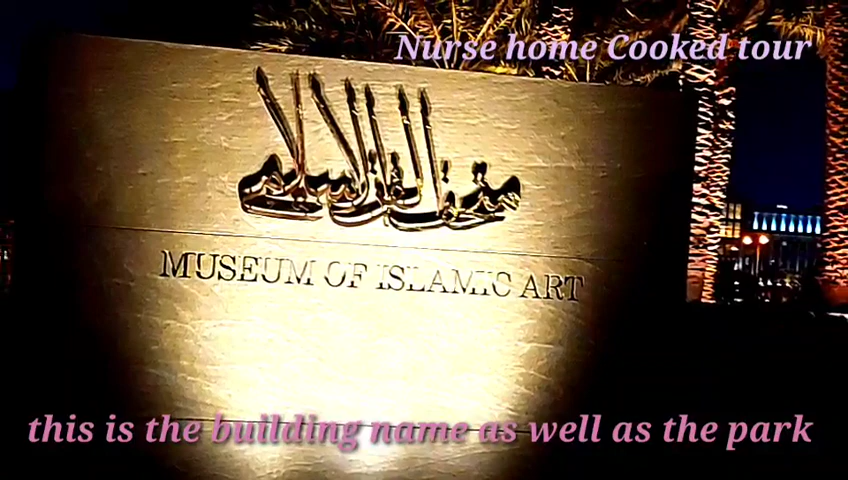 Nurse home Cooked tour
متحف الفن الإسلامي
MUSEUM OF ISLAMIC ART
this is the building name as well as the park